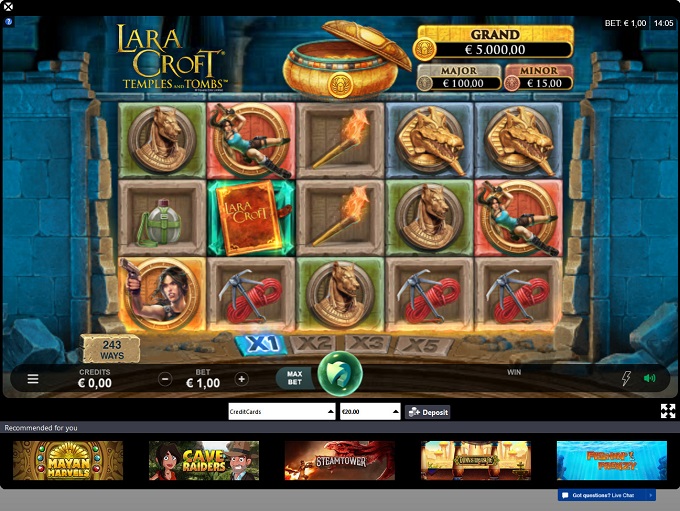 BET: € 1,00 14:05
LARA
CROFT
TEMPLES AND TOMBS™
GRAND
€ 5.000,00
MAJOR
€ 100,00
MINOR
€ 15,00
LARA
CROFT
243
WAYS
X1 X2 X3 X5
CREDITS
€ 0,00
BET
€ 1,00
MAX
BET
WIN
CreditCards
€20.00
Deposit
Recommended for you
MAYAN
MARVELS
CAVE
RAIDERS
STEAMTOWER
Got questions? Live Chat